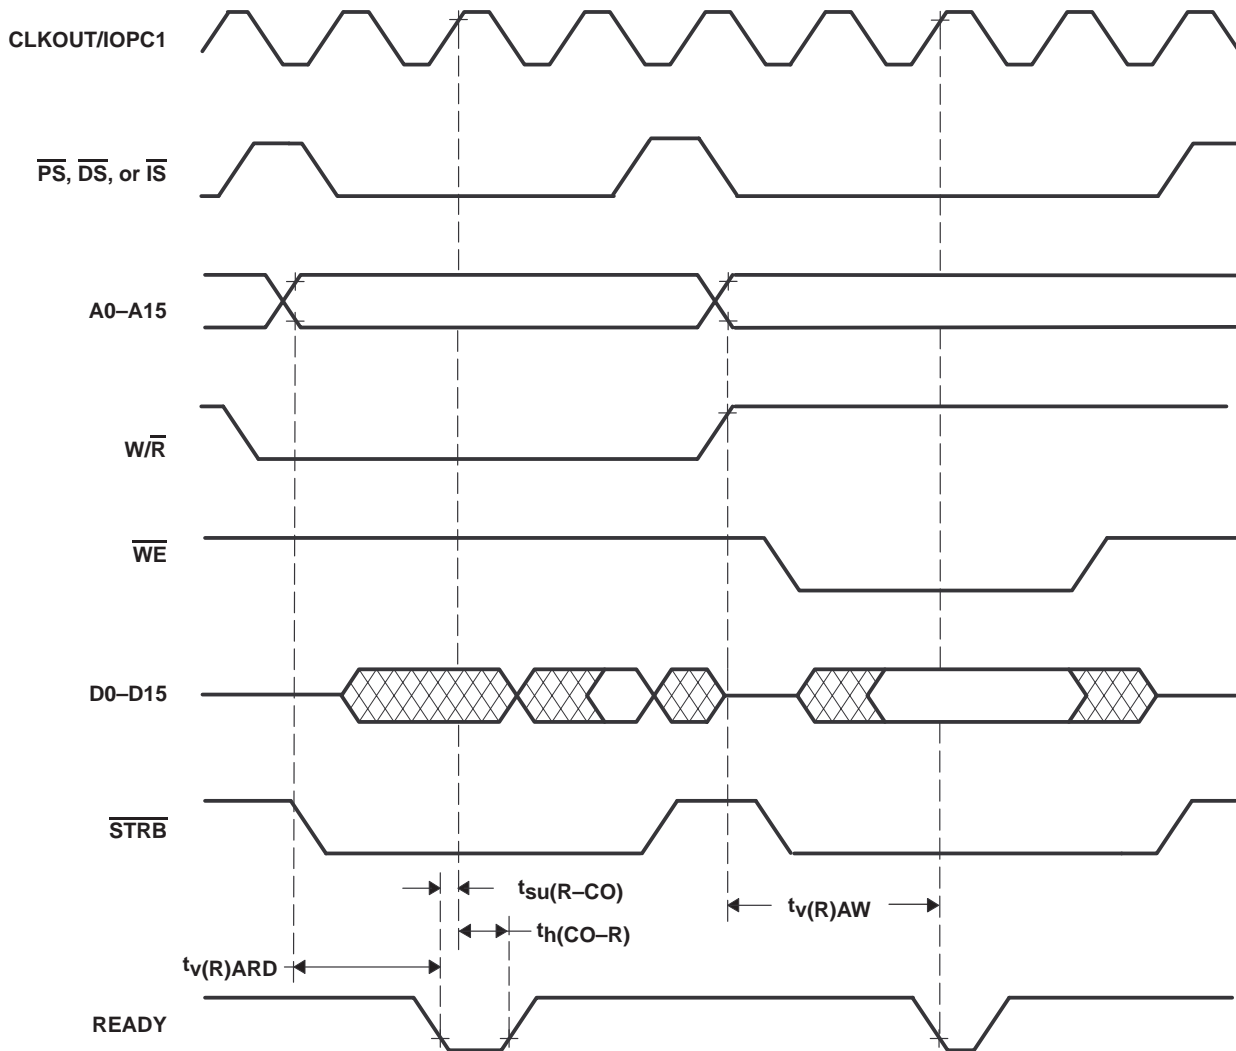 CLKOUT/IOPC1
PS, DS, or IS
A0–A15
W/R
WE
D0–D15
STRB
tsu(R–CO)
tv(R)AW
th(CO–R)
tv(R)ARD
READY